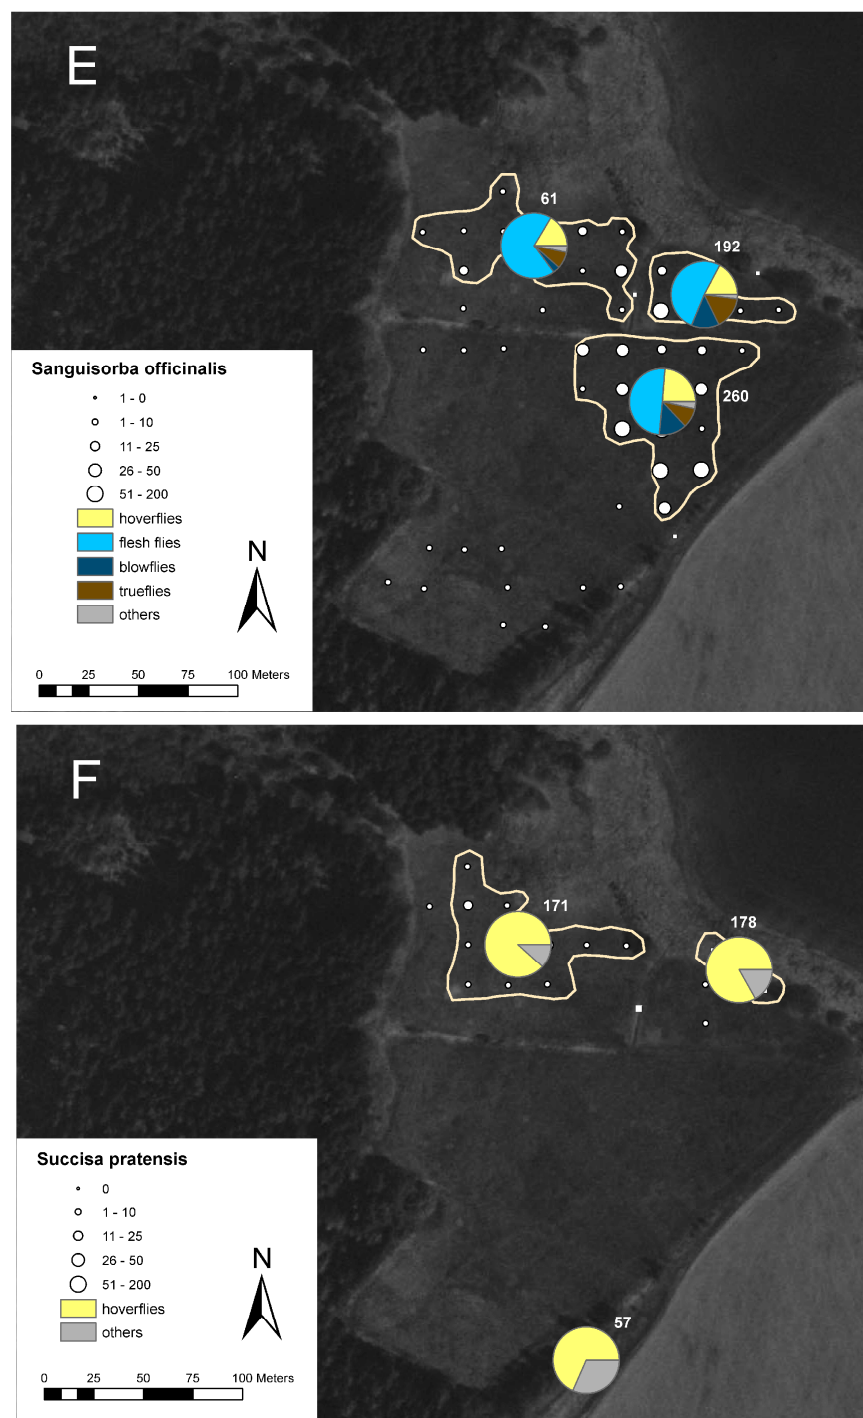 E
61
192
260
Sanguisorba officinalis
1 - 0
1 - 10
11 - 25
26 - 50
51 - 200
hoverflies
flesh flies
blowflies
trueflies
others
N
0 25 50 75 100 Meters
F
171
178
57
Succisa pratensis
0
1 - 10
11 - 25
26 - 50
51 - 200
hoverflies
others
N
0 25 50 75 100 Meters